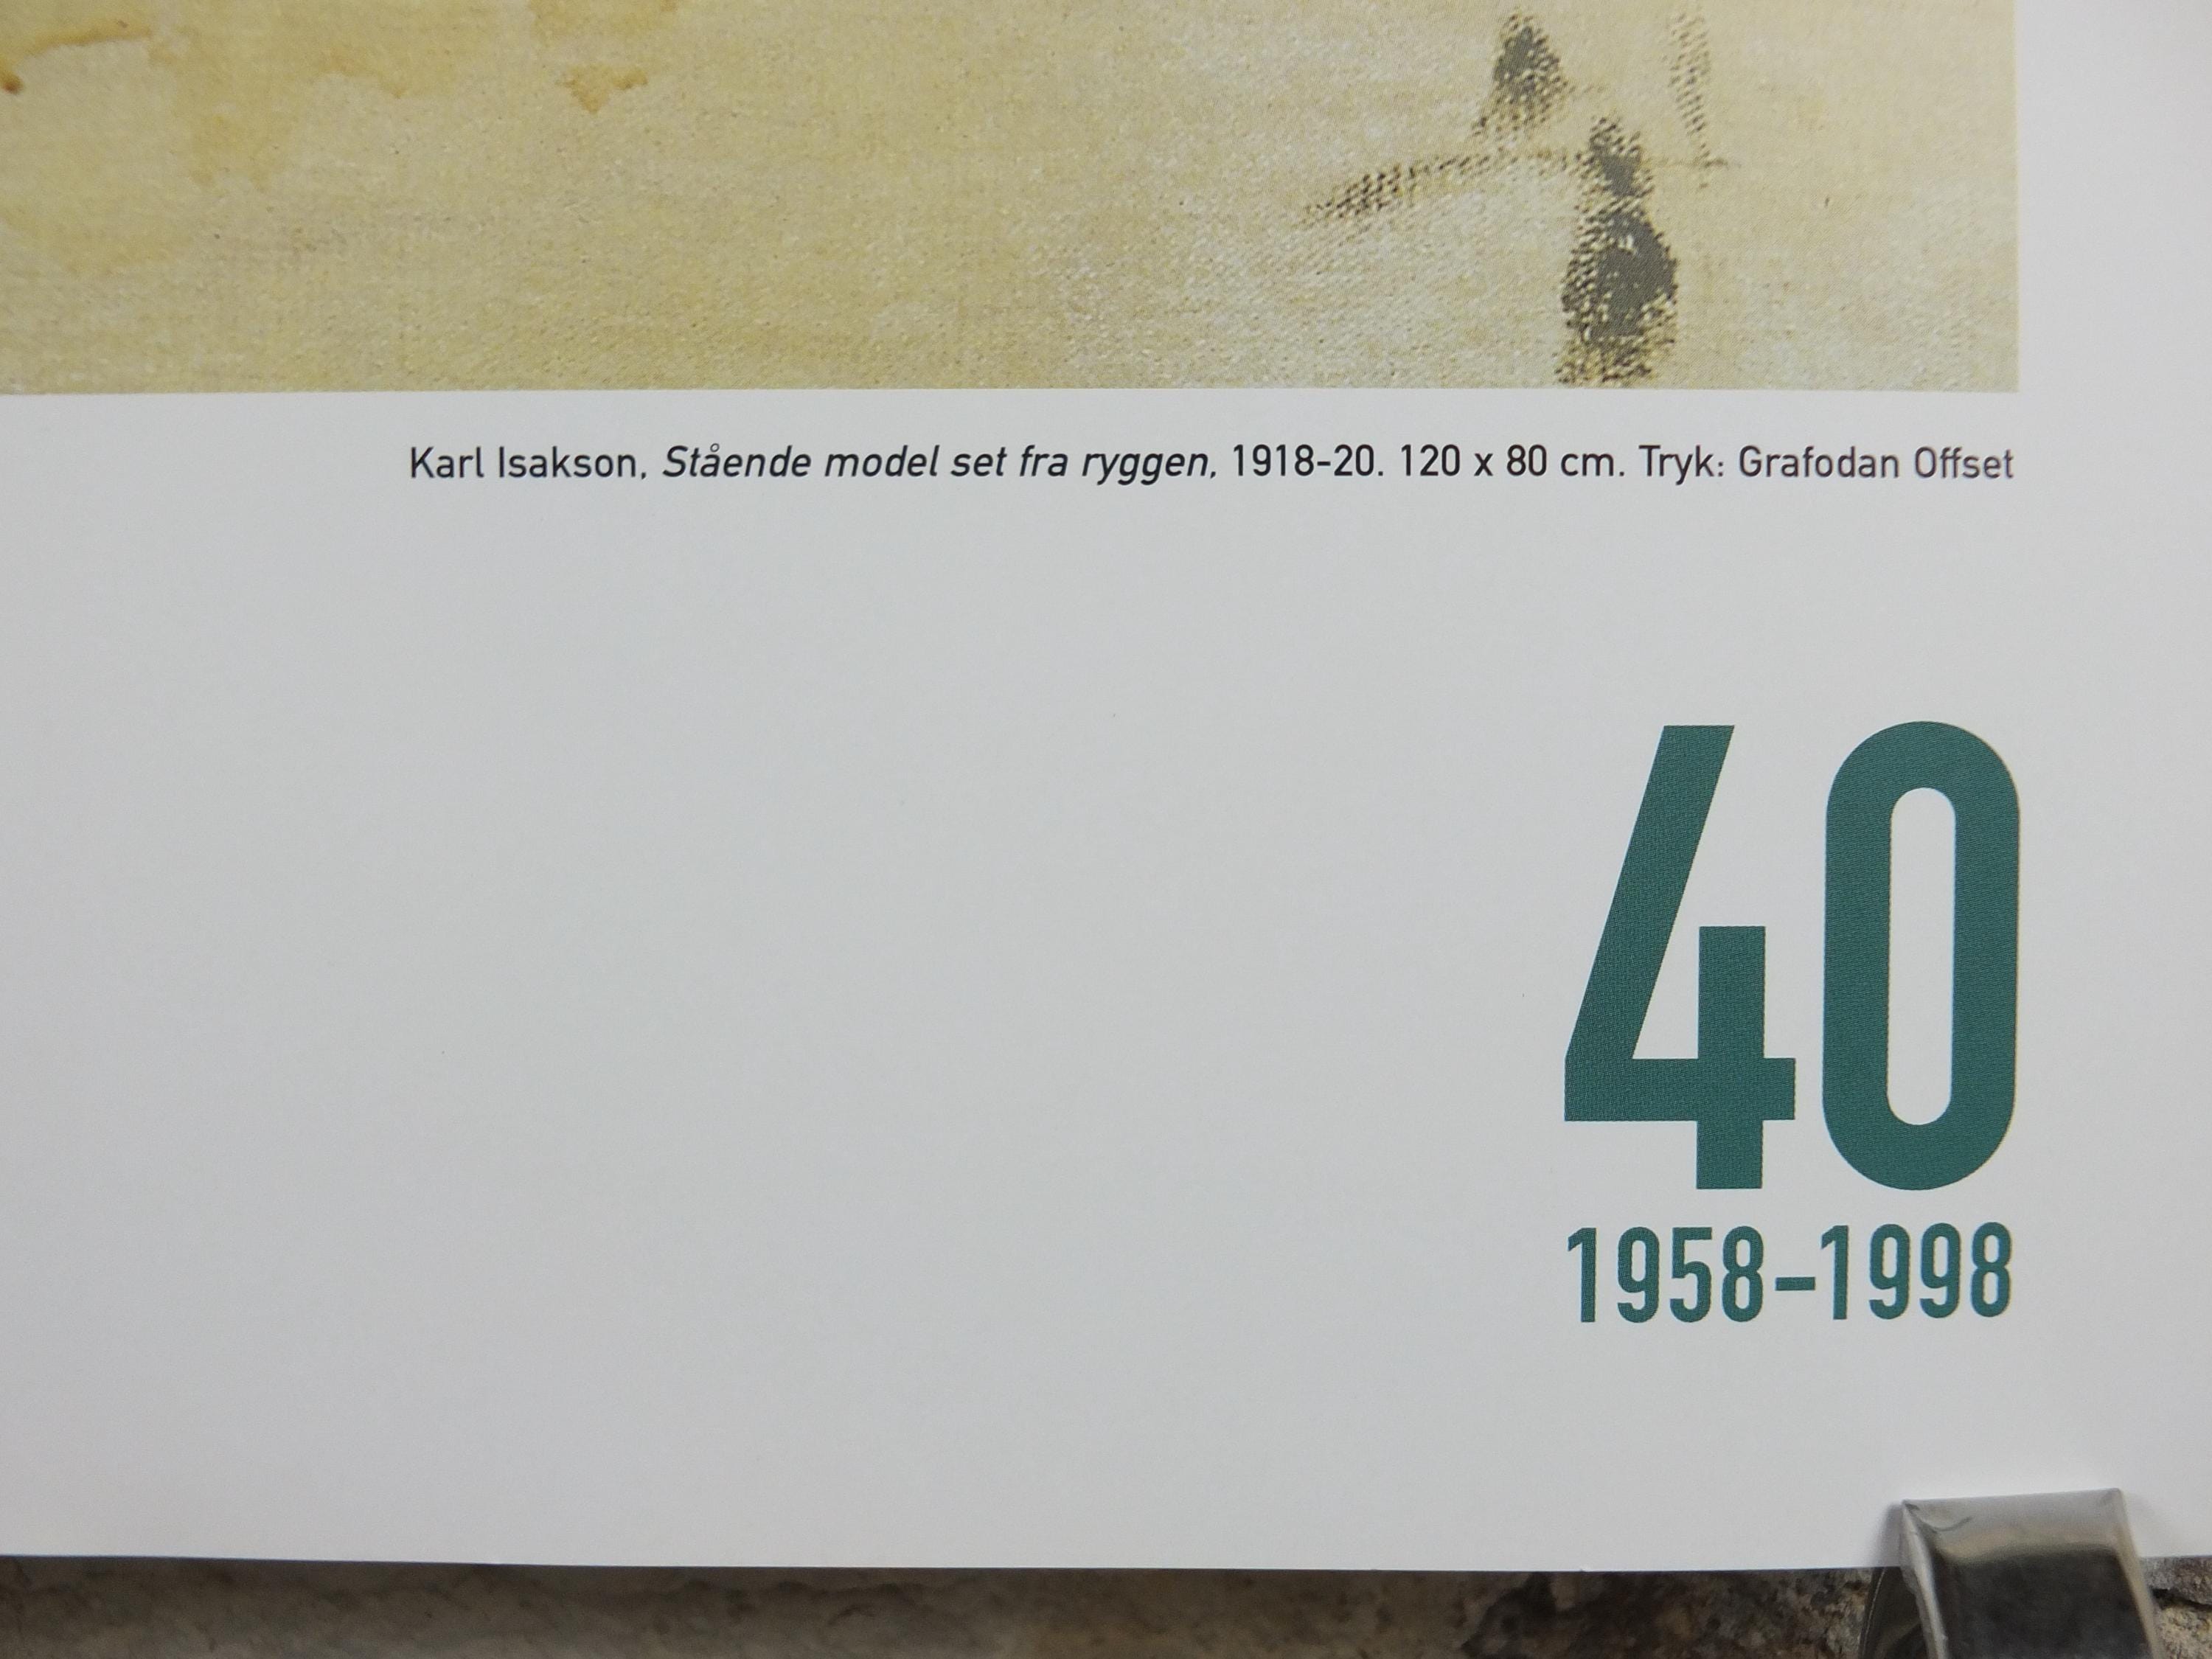 Karl Isakson, Stående model set fra ryggen, 1918-20. 120 x 80 cm. Tryk: Grafodan Offset
40
1958–1998